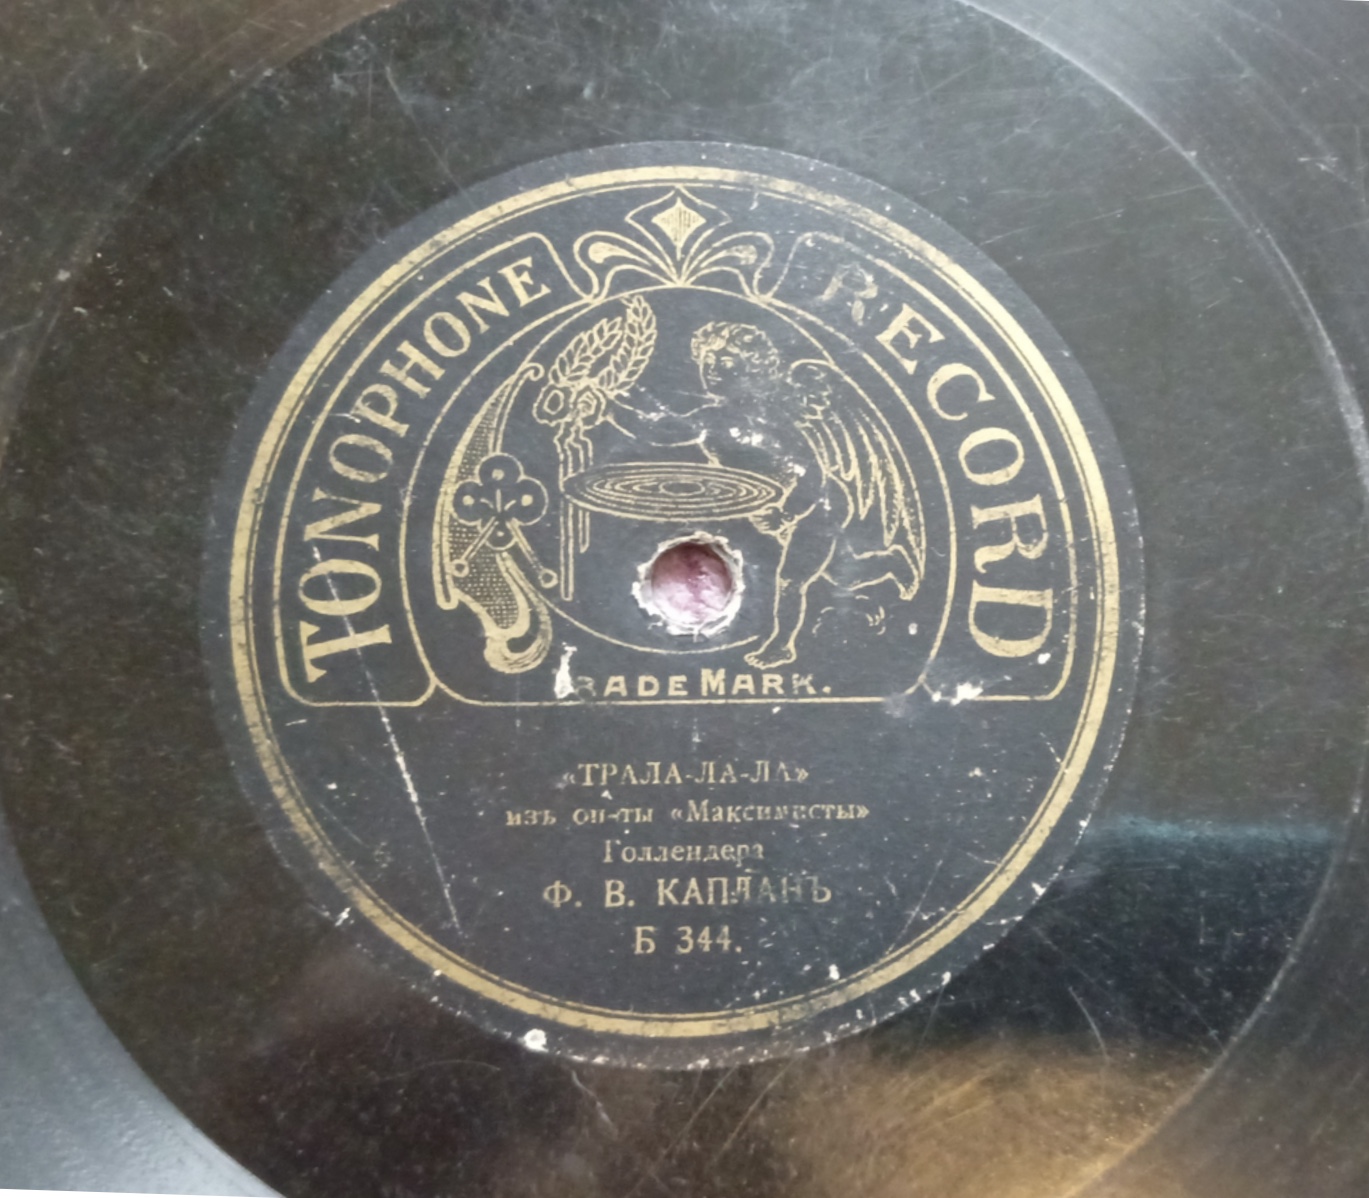 TONOPHONE RECORD
TRADE MARK.
«ТРАЛА-ЛА-ЛА»
изъ оп-ты «Максимисты»
Голлендера
Ф. В. КАПЛАНЪ
Б 344.